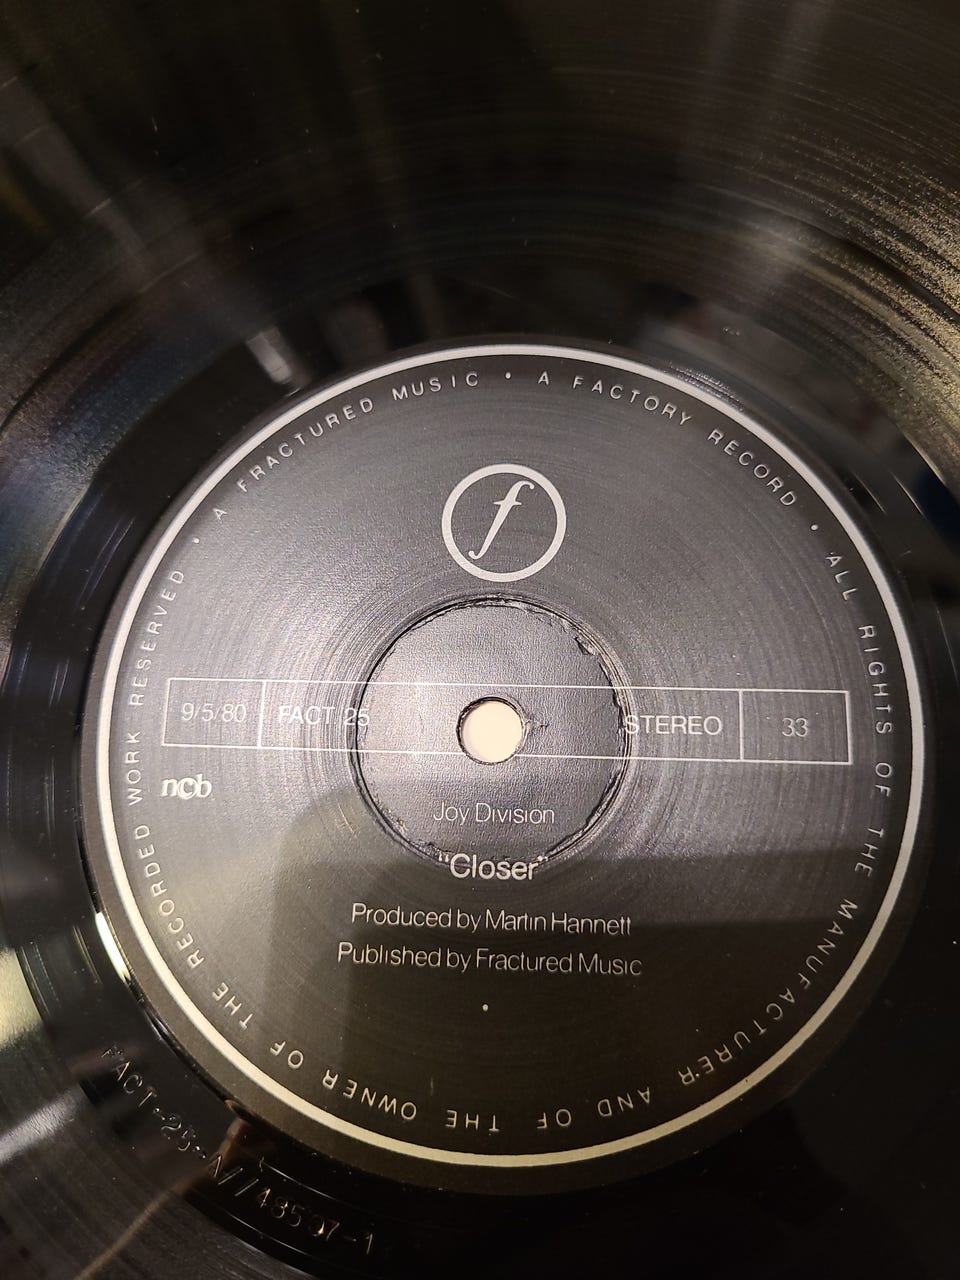 A FRACTURED MUSIC • A FACTORY RECORD • ALL RIGHTS OF THE MANUFACTURER AND OF THE OWNER OF THE RECORDED WORK RESERVED •
f
9/5/80 FACT 25 STEREO 33
ncb
Joy Division
"Closer"
Produced by Martin Hannett
Published by Fractured Music